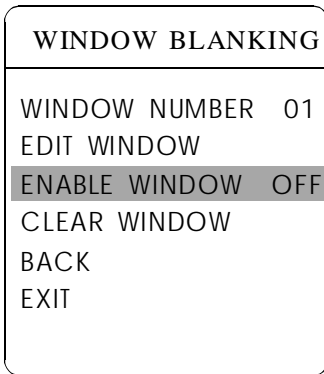 WINDOW BLANKING
WINDOW NUMBER 01
EDIT WINDOW
ENABLE WINDOW OFF
CLEAR WINDOW
BACK
EXIT